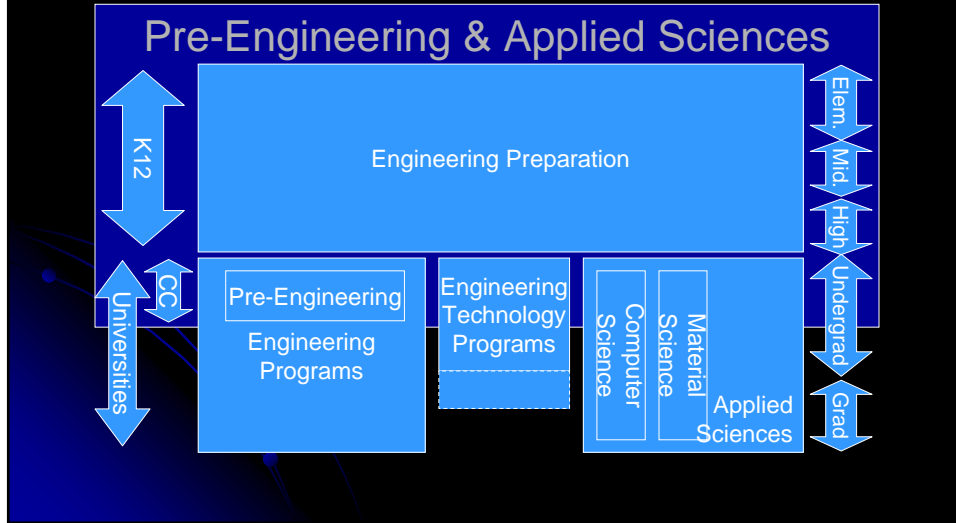 Pre-Engineering & Applied Sciences
K12
Engineering Preparation
Elem.
Mid.
High
Universities
CC
Pre-Engineering
Engineering
Programs
Engineering
Technology
Programs
Computer
Science
Material
Science
Applied
Sciences
Undergrad
Grad